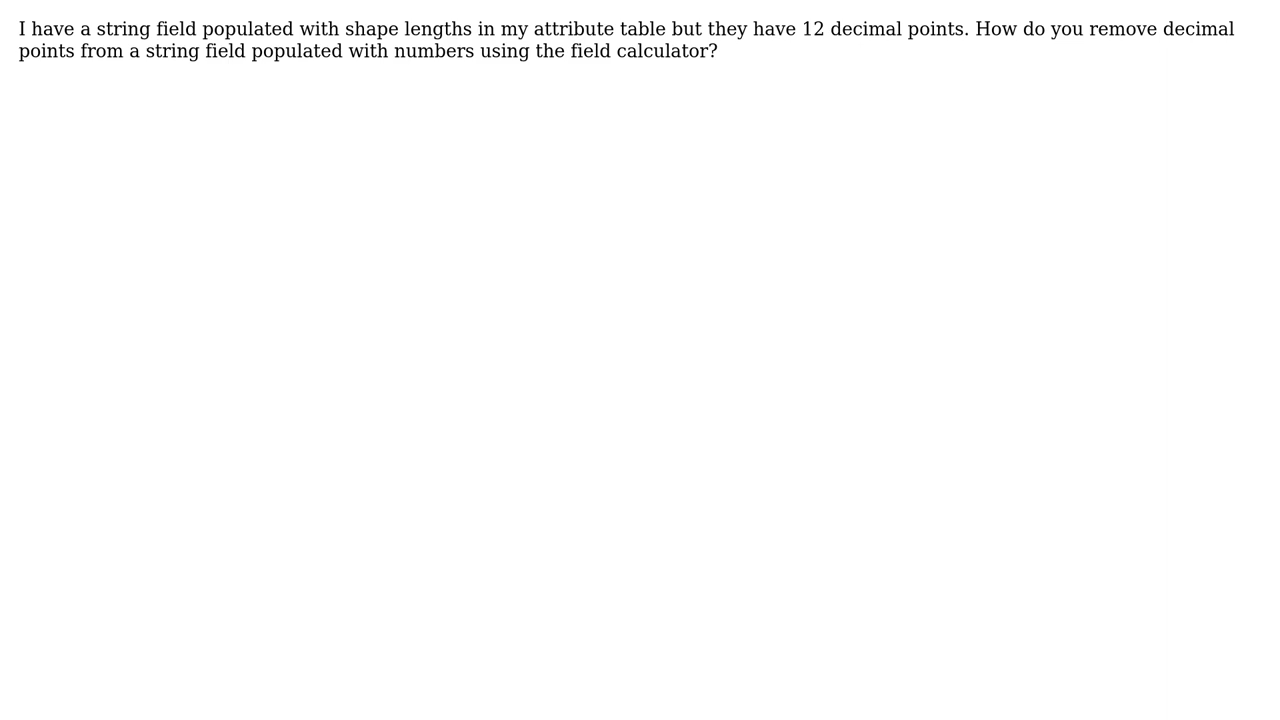 I have a string field populated with shape lengths in my attribute table but they have 12 decimal points. How do you remove decimal
points from a string field populated with numbers using the field calculator?